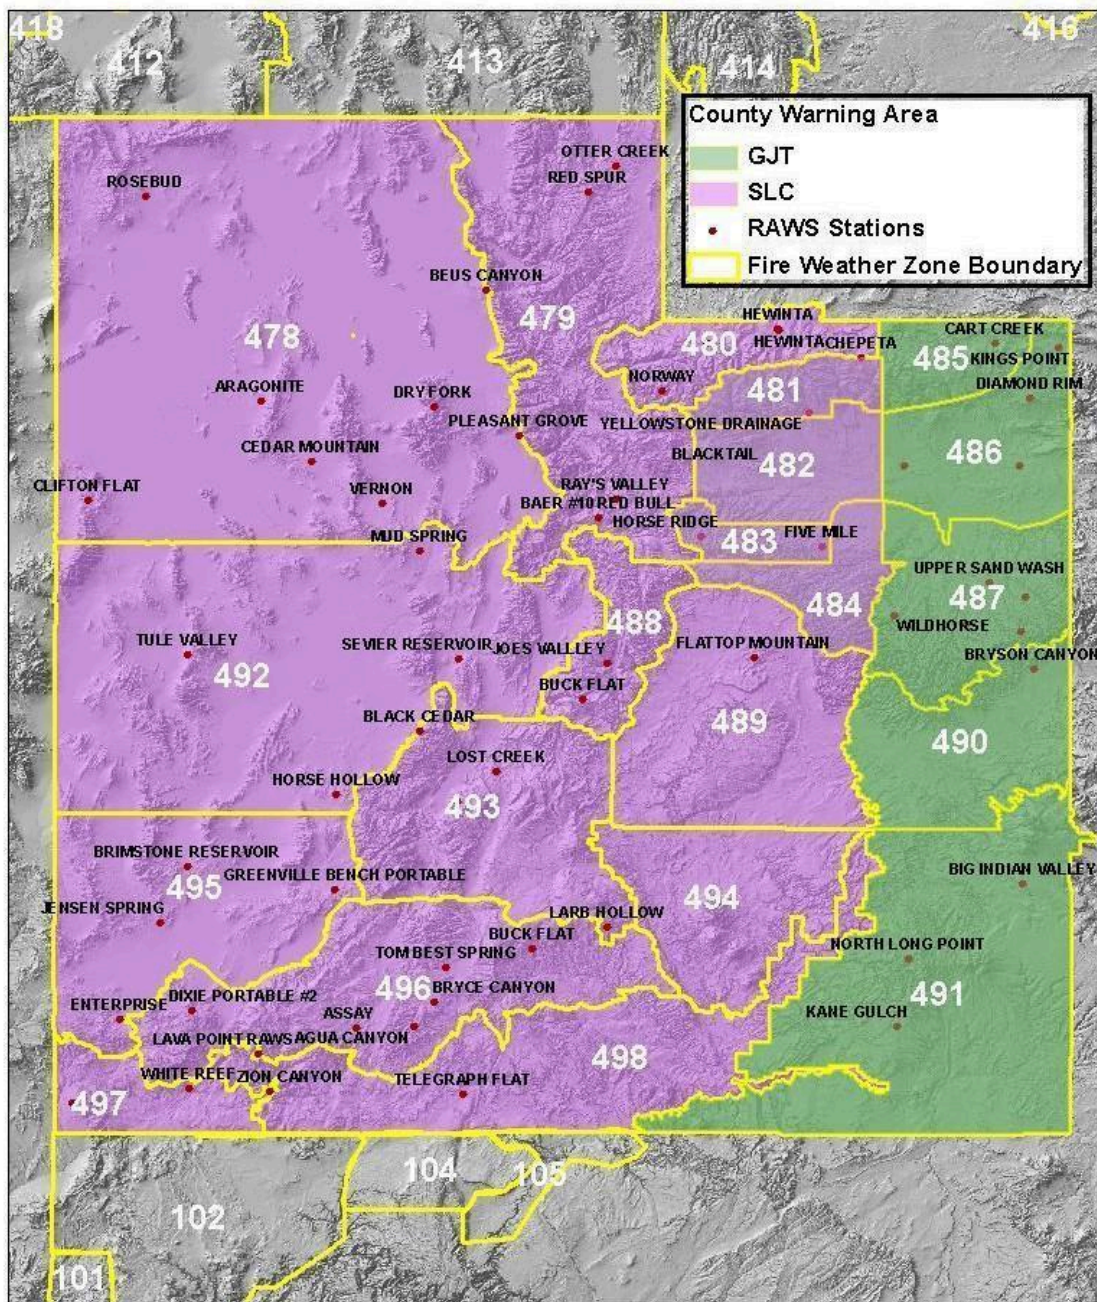 418
412
413
414
416
County Warning Area
GJT
SLC
RAWS Stations
Fire Weather Zone Boundary
OTTER CREEK
ROSEBUD
RED SPUR
BEUS CANYON
478
479
480
HEWINTA
HEWINTA
CHEPETA
485
CART CREEK
KINGS POINT
DIAMOND RIM
ARAGONITE
DRY FORK
NORWAY
481
PLEASANT GROVE
YELLOWSTONE DRAINAGE
CEDAR MOUNTAIN
BLACKTAIL
482
486
CLIFTON FLAT
VERNON
RAY'S VALLEY
BAER #10 RED BULL
HORSE RIDGE
MUD SPRING
483
FIVE MILE
UPPER SAND WASH
487
484
488
WILDHORSE
TULE VALLEY
492
SEVIER RESERVOIR
JOES VALLLEY
FLATTOP MOUNTAIN
BRYSON CANYON
BUCK FLAT
BLACK CEDAR
489
490
LOST CREEK
HORSE HOLLOW
493
BRIMSTONE RESERVOIR
GREENVILLE BENCH PORTABLE
BIG INDIAN VALLEY
495
494
JENSEN SPRING
LARB HOLLOW
BUCK FLAT
TOM BEST SPRING
NORTH LONG POINT
496
BRYCE CANYON
491
ENTERPRISE
DIXIE PORTABLE #2
ASSAY
KANE GULCH
LAVA POINT RAWS
AGUA CANYON
498
WHITE REEF
ZION CANYON
TELEGRAPH FLAT
497
104
105
102
101